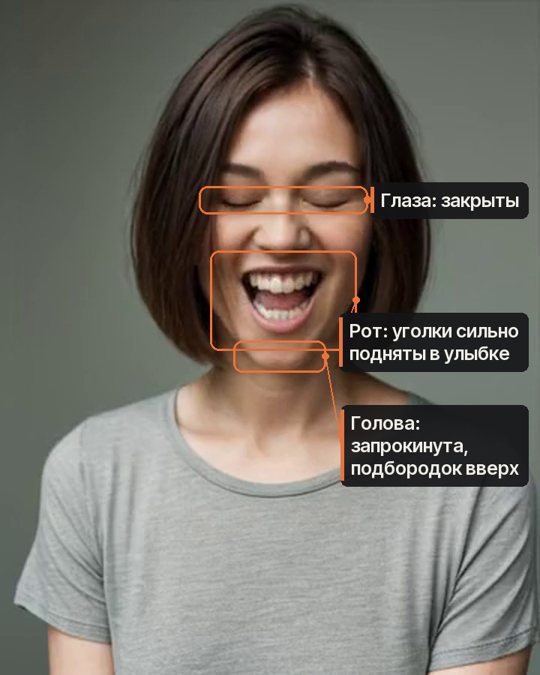 Глаза: закрыты
Рот: уголки сильно
подняты в улыбке
Голова:
запрокинута,
подбородок вверх